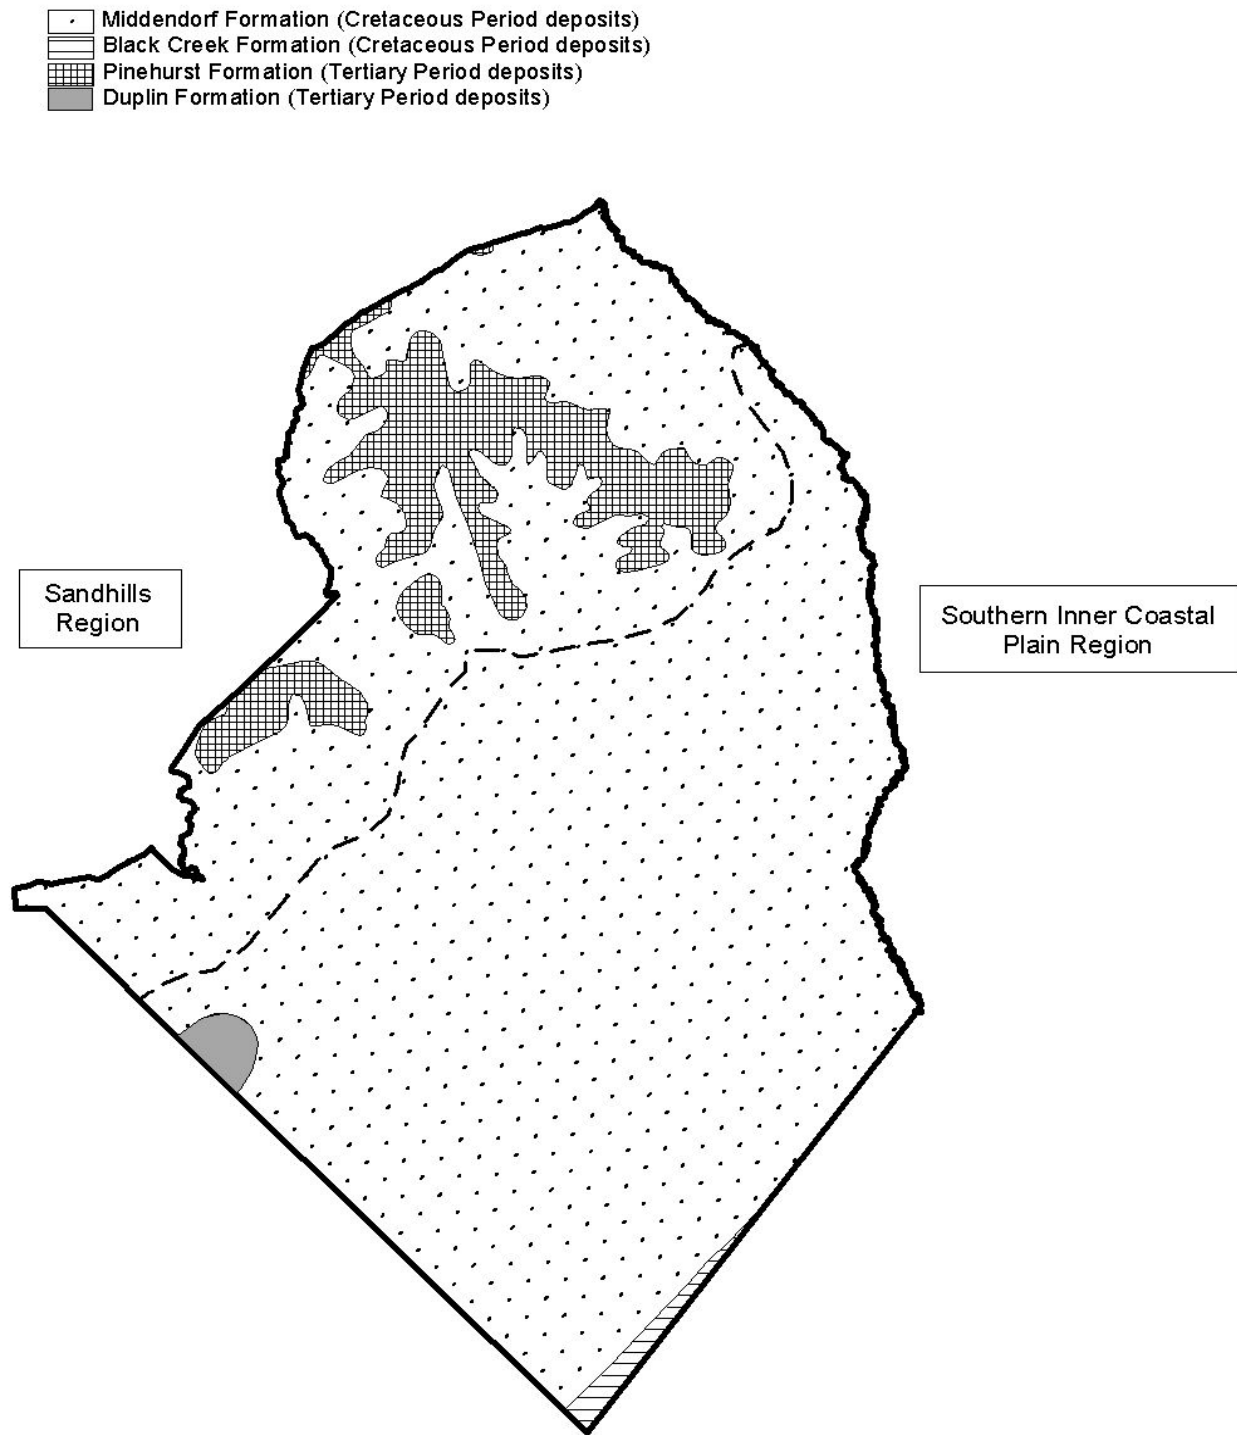 Middendorf Formation (Cretaceous Period deposits)
Black Creek Formation (Cretaceous Period deposits)
Pinehurst Formation (Tertiary Period deposits)
Duplin Formation (Tertiary Period deposits)
Sandhills
Region
Southern Inner Coastal
Plain Region